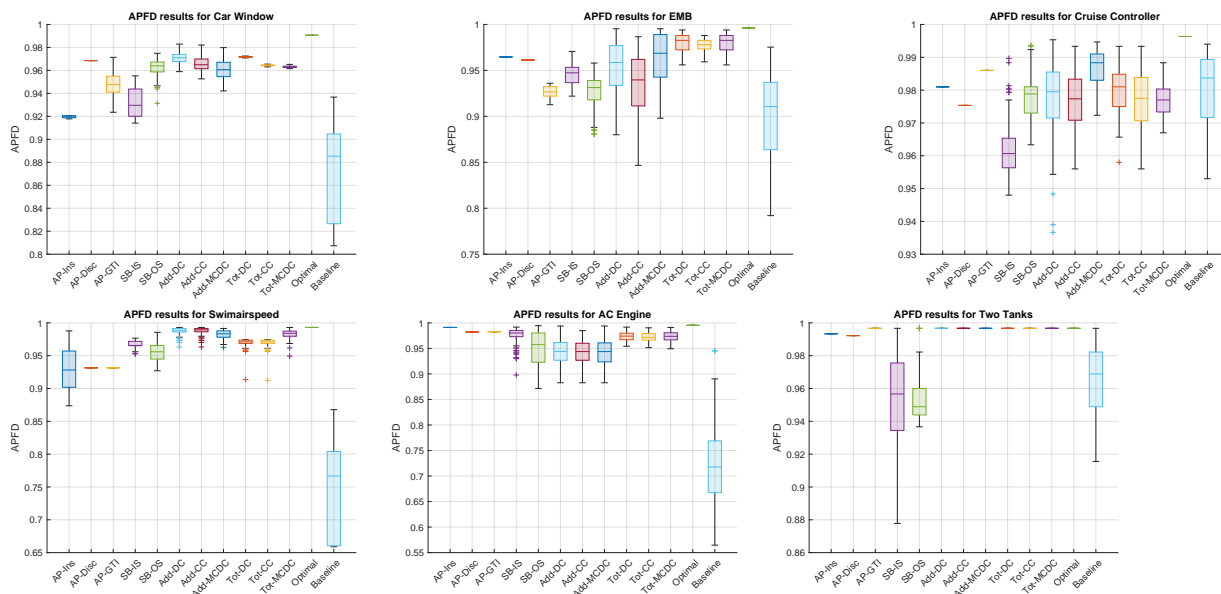 APFD results for Car Window
1
0.98
0.96
0.94
0.92
0.9
0.88
0.86
0.84
0.82
0.8
APFD
AP-Ins
AP-Disc
AP-GTI
SB-IS
SB-OS
Add-DC
Add-CC
Add-MCDC
Tot-DC
Tot-CC
Tot-MCDC
Optimal
Baseline
APFD results for EMB
1
0.95
0.9
0.85
0.8
0.75
APFD
AP-Ins
AP-Disc
AP-GTI
SB-IS
SB-OS
Add-DC
Add-CC
Add-MCDC
Tot-DC
Tot-CC
Tot-MCDC
Optimal
Baseline
APFD results for Cruise Controller
1
0.99
0.98
0.97
0.96
0.95
0.94
0.93
APFD
AP-Ins
AP-Disc
AP-GTI
SB-IS
SB-OS
Add-DC
Add-CC
Add-MCDC
Tot-DC
Tot-CC
Tot-MCDC
Optimal
Baseline
APFD results for Swimairspeed
1
0.95
0.9
0.85
0.8
0.75
0.7
0.65
APFD
AP-Ins
AP-Disc
AP-GTI
SB-IS
SB-OS
Add-DC
Add-CC
Add-MCDC
Tot-DC
Tot-CC
Tot-MCDC
Optimal
Baseline
APFD results for AC Engine
1
0.95
0.9
0.85
0.8
0.75
0.7
0.65
0.6
0.55
APFD
AP-Ins
AP-Disc
AP-GTI
SB-IS
SB-OS
Add-DC
Add-CC
Add-MCDC
Tot-DC
Tot-CC
Tot-MCDC
Optimal
Baseline
APFD results for Two Tanks
1
0.98
0.96
0.94
0.92
0.9
0.88
0.86
APFD
AP-Ins
AP-Disc
AP-GTI
SB-IS
SB-OS
Add-DC
Add-CC
Add-MCDC
Tot-DC
Tot-CC
Tot-MCDC
Optimal
Baseline